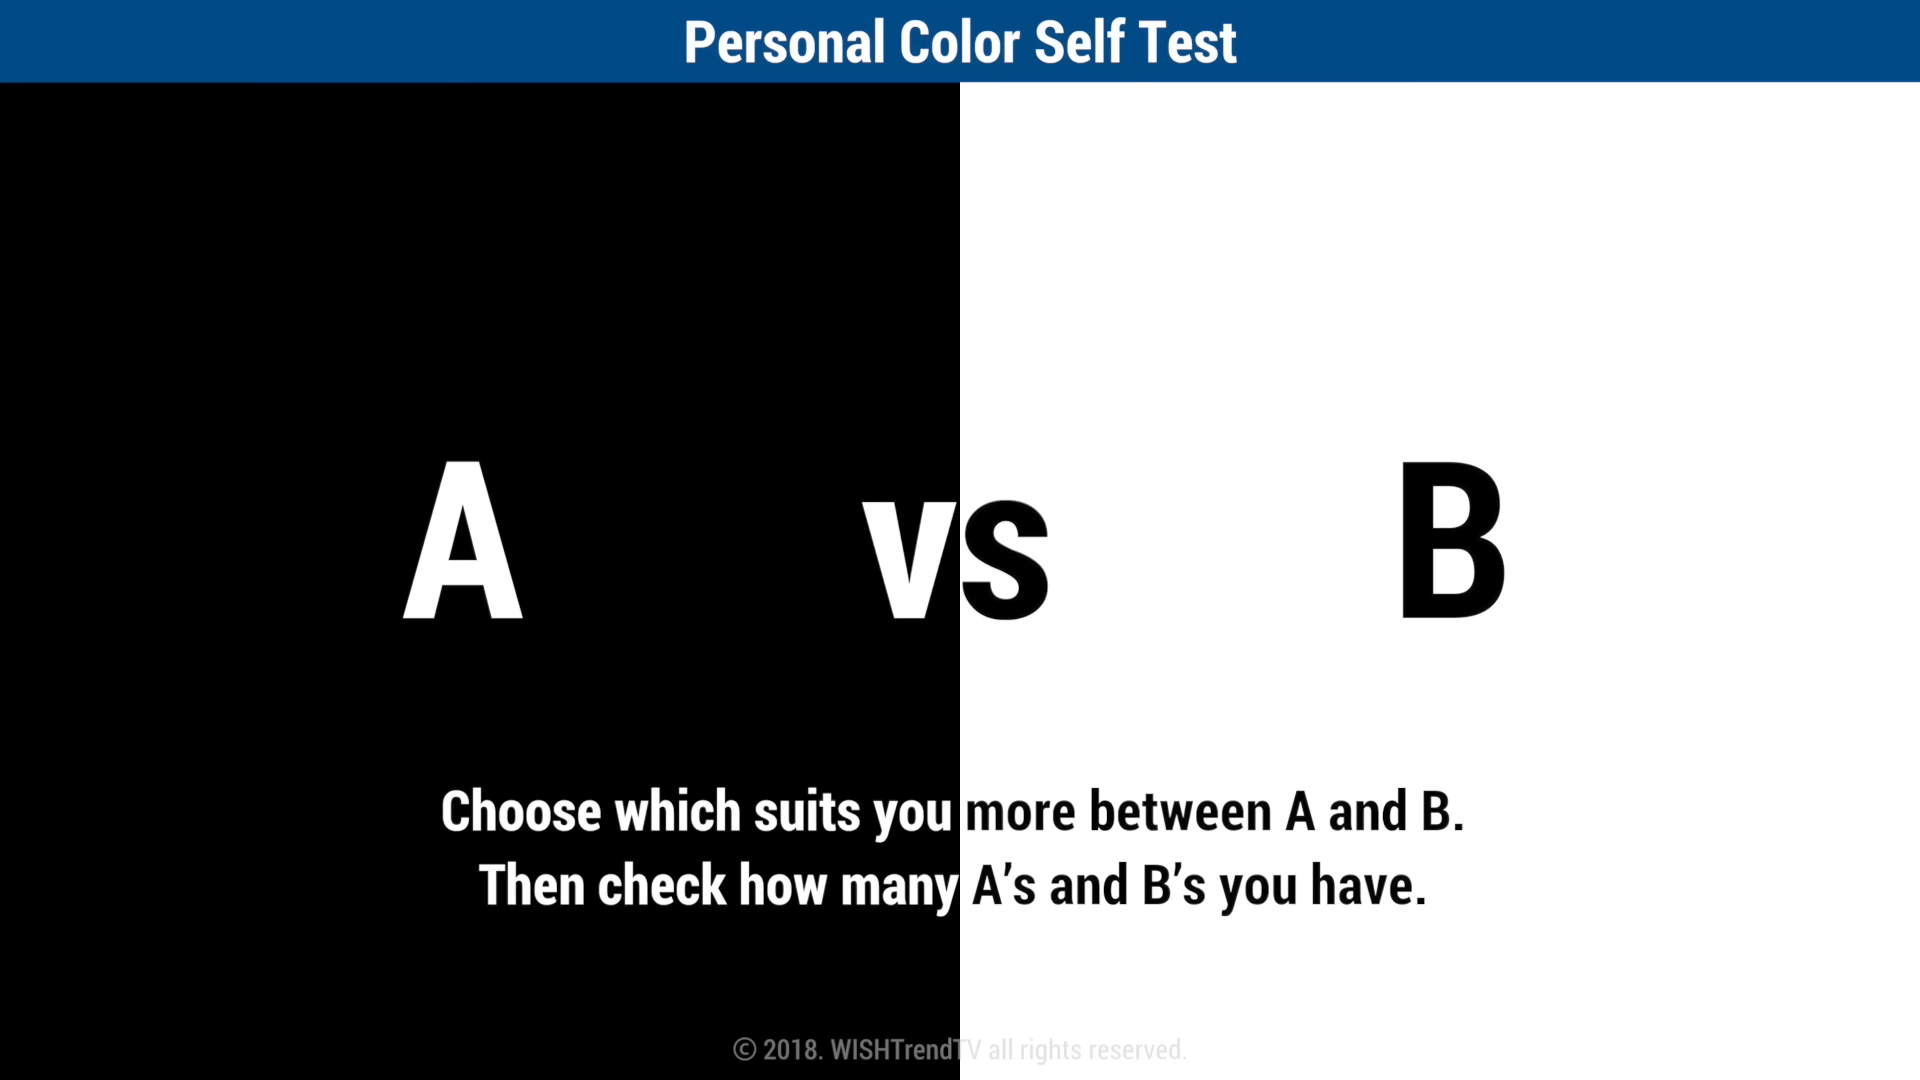 Personal Color Self Test
A vs B
Choose which suits you more between A and B.
Then check how many A’s and B’s you have.
© 2018. WISHTrendTV all rights reserved.